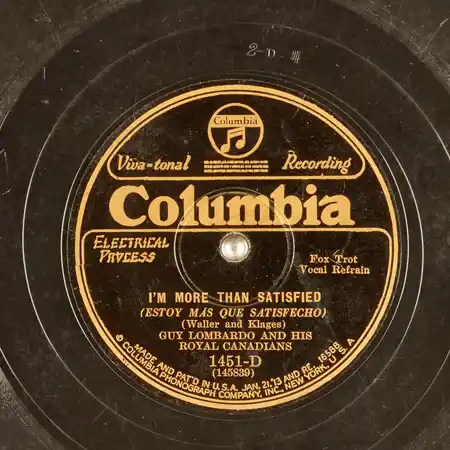 2-D
Columbia
Viva-tonal Recording
Columbia
ELECTRICAL
PROCESS
Fox Trot
Vocal Refrain
I'M MORE THAN SATISFIED
(ESTOY MÁS QUE SATISFECHO)
(Waller and Klages)
GUY LOMBARDO AND HIS
ROYAL CANADIANS
1451-D
(145839)
MADE AND PAT'D IN U.S.A. JAN. 21,'13 AND RE. 16588
© COLUMBIA PHONOGRAPH COMPANY, INC., NEW YORK, U.S.A.